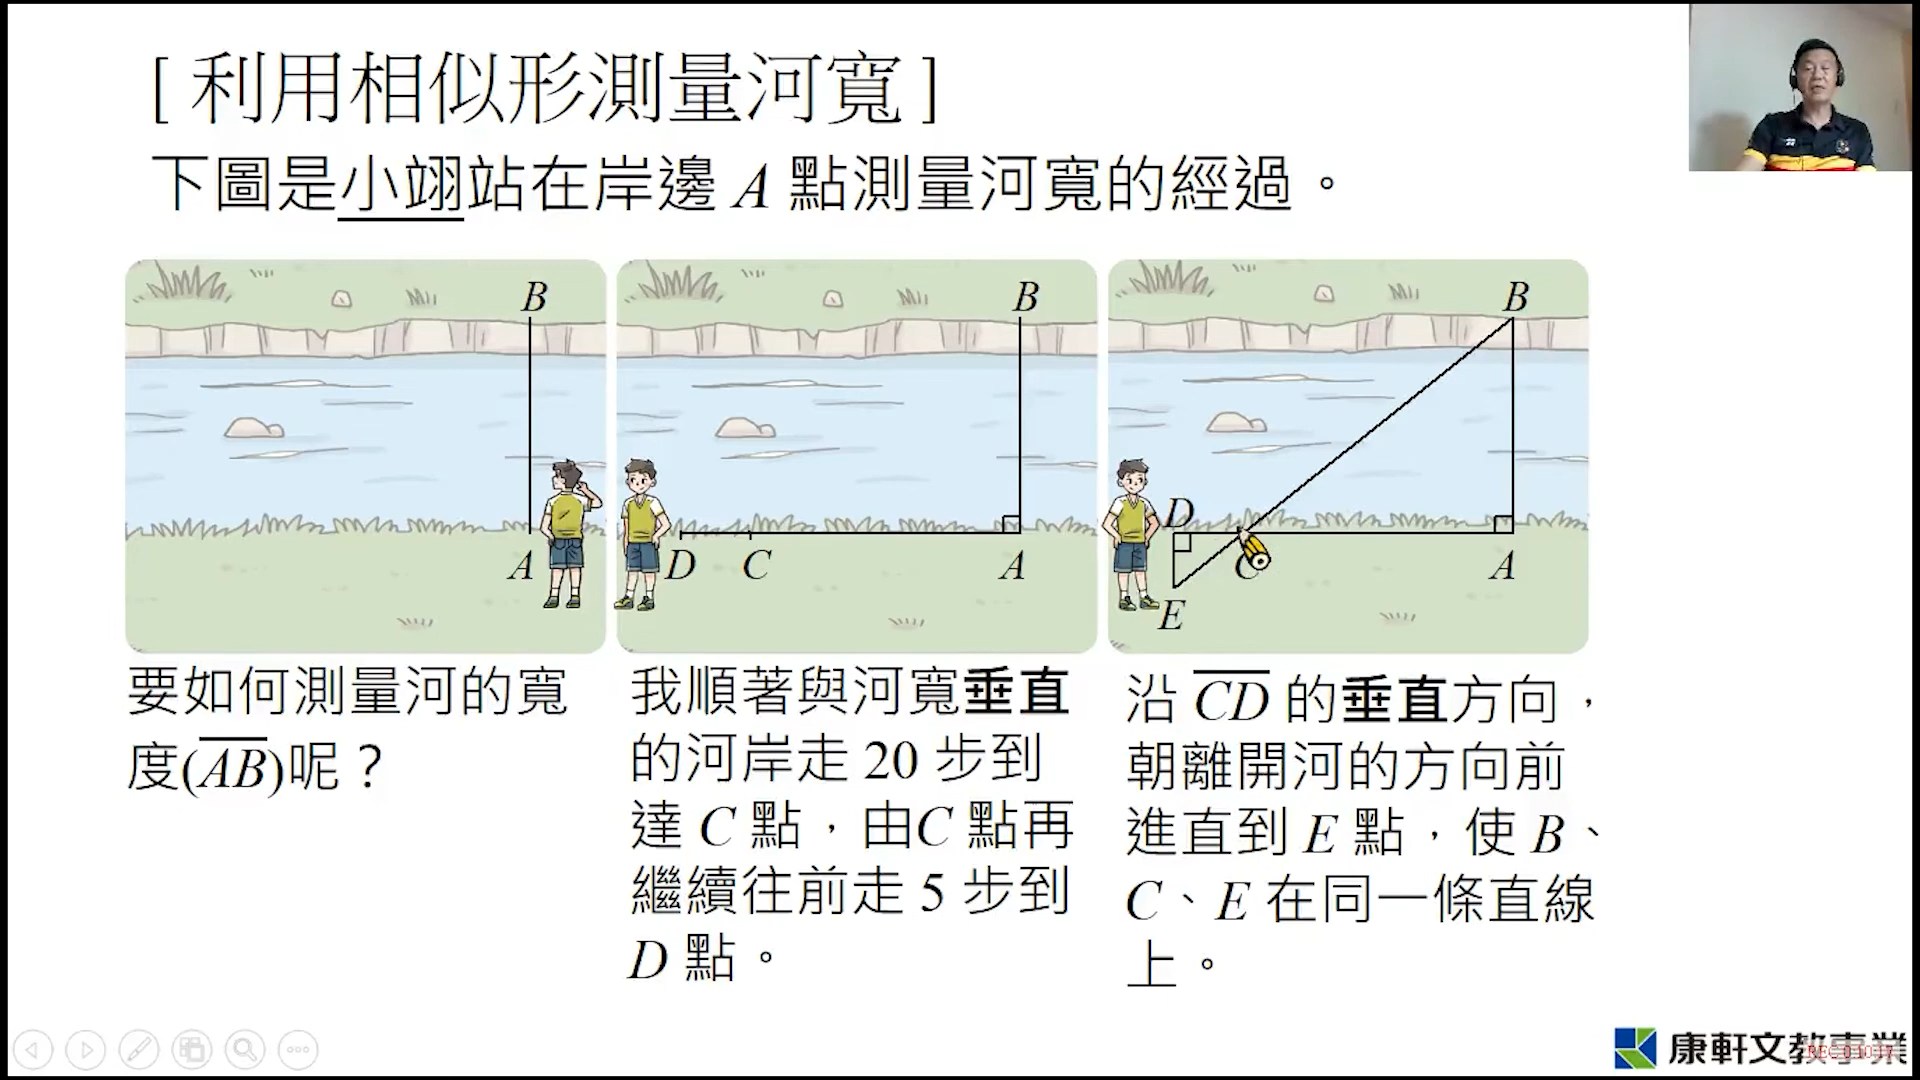 [ 利用相似形測量河寬 ]
下圖是小翊站在岸邊 A 點測量河寬的經過。
B
A
B
D
C
A
B
D
C
A
E
要如何測量河的寬
度(AB)呢？
我順著與河寬垂直
的河岸走 20 步到
達 C 點，由C 點再
繼續往前走 5 步到
D 點。
沿 CD 的垂直方向，
朝離開河的方向前
進直到 E 點，使 B、
C、E 在同一條直線
上。
康軒文教事業
REC 0:10:17